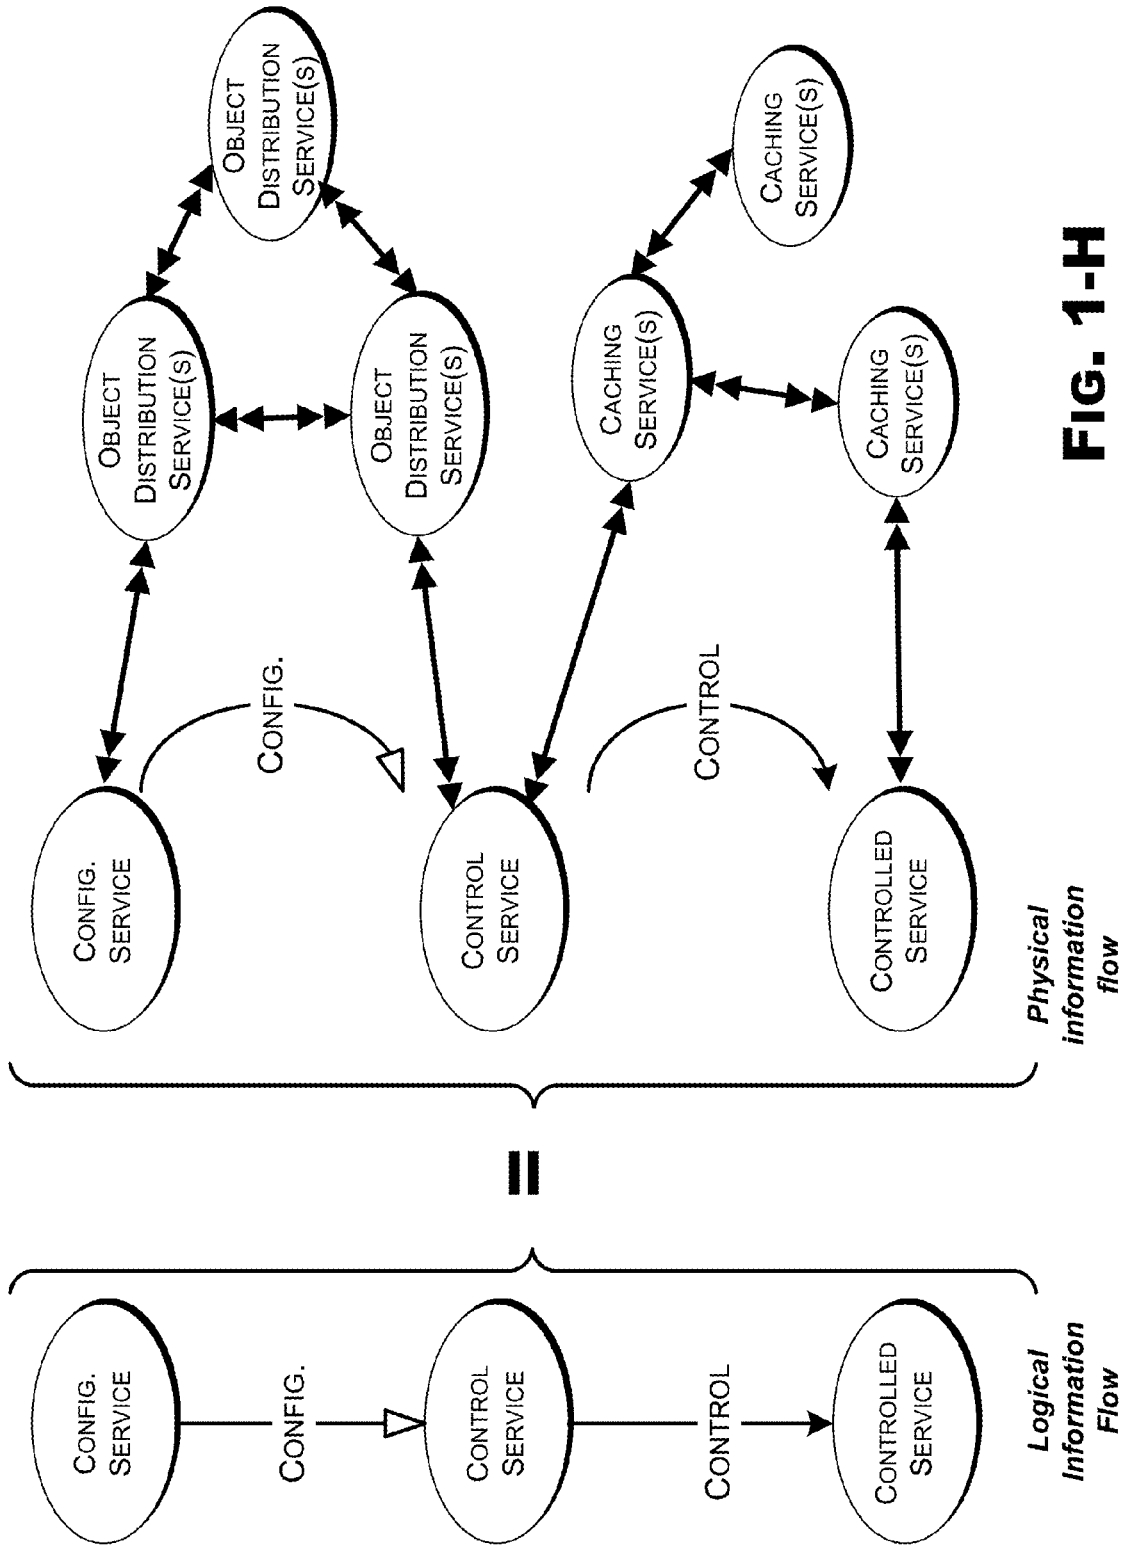 CONFIG.
SERVICE
CONFIG.
CONTROL
SERVICE
CONTROL
CONTROLLED
SERVICE
Logical
Information
Flow
=
CONFIG.
SERVICE
CONFIG.
CONTROL
SERVICE
CONTROL
CONTROLLED
SERVICE
Physical
information
flow
OBJECT
DISTRIBUTION
SERVICE(S)
OBJECT
DISTRIBUTION
SERVICE(S)
OBJECT
DISTRIBUTION
SERVICE(S)
CACHING
SERVICE(S)
CACHING
SERVICE(S)
CACHING
SERVICE(S)
FIG. 1-H